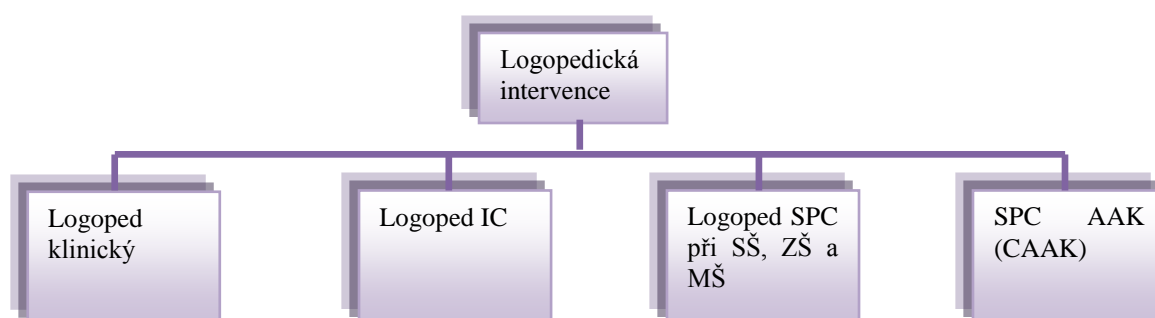 Logopedická
intervence
Logoped
klinický
Logoped IC
Logoped SPC
při SŠ, ZŠ a
MŠ
SPC AAK
(CAAK)